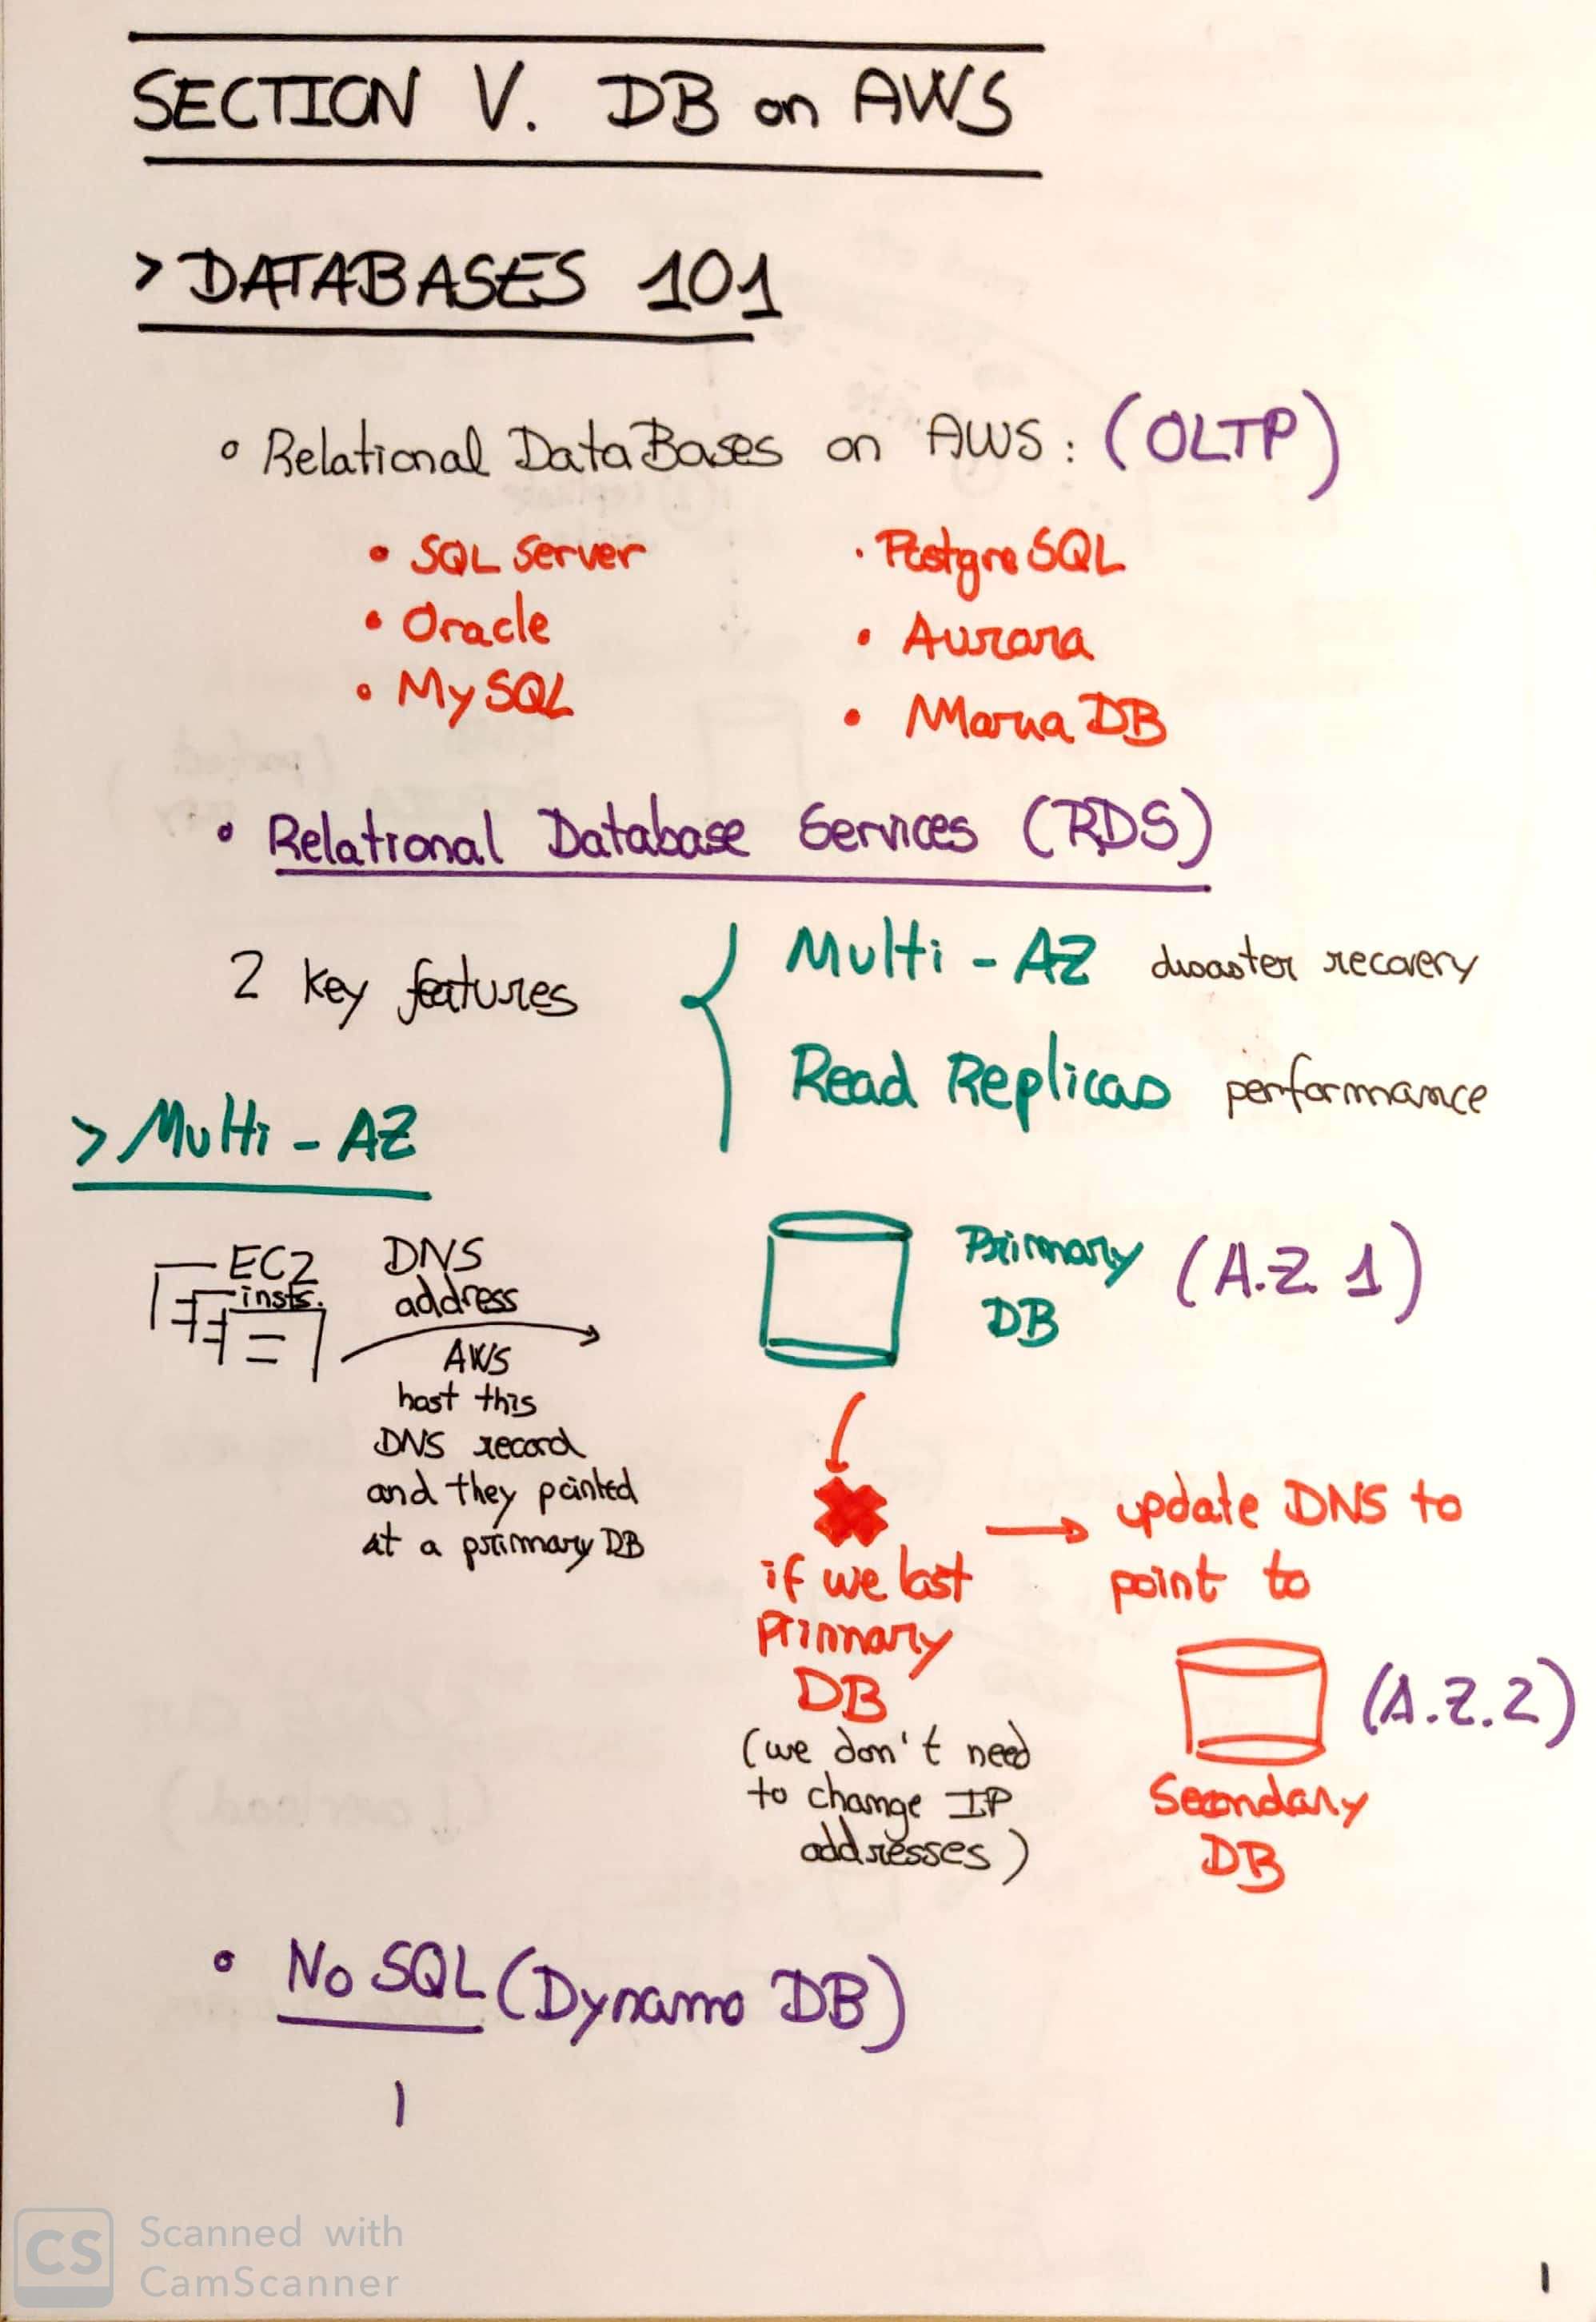 SECTION V. DB on AWS
> DATABASES 101
• Relational DataBases on AWS: (OLTP)
• SQL Server
• Oracle
• MySQL
• PostgreSQL
• Aurora
• Maria DB
• Relational Database Services (RDS)
2 key features
Multi-AZ disaster recovery
Read Replicas performance
> Multi-AZ
EC2
insts.
DNS
address
AWS
host this
DNS record
and they pointed
at a primary DB
Primary
DB
(A.Z. 1)
if we lost
Primary
DB
(we don't need
to change IP
addresses)
update DNS to
point to
(A.Z.2)
Secondary
DB
• No SQL (Dynamo DB)
CS
Scanned with
CamScanner
1